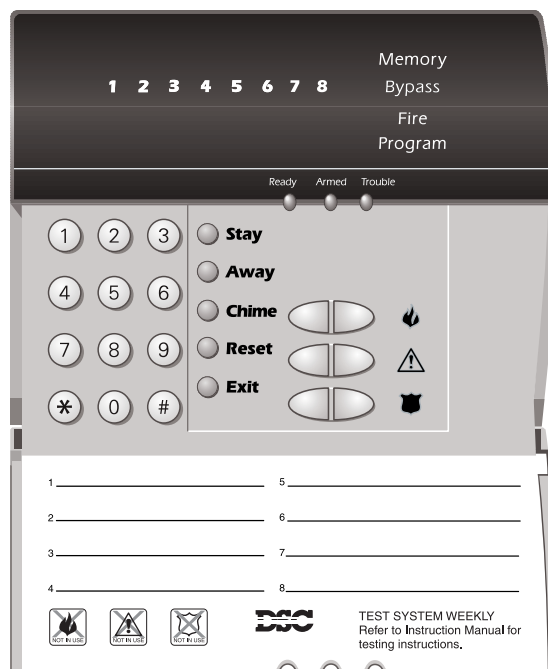 Memory
1 2 3 4 5 6 7 8 Bypass
Fire
Program
Ready Armed Trouble
1 2 3 Stay
Away
4 5 6 Chime
7 8 9 Reset
* 0 # Exit
1 5
2 6
3 7
4 8
NOT IN USE NOT IN USE NOT IN USE
DSC
TEST SYSTEM WEEKLY
Refer to Instruction Manual for
testing instructions.